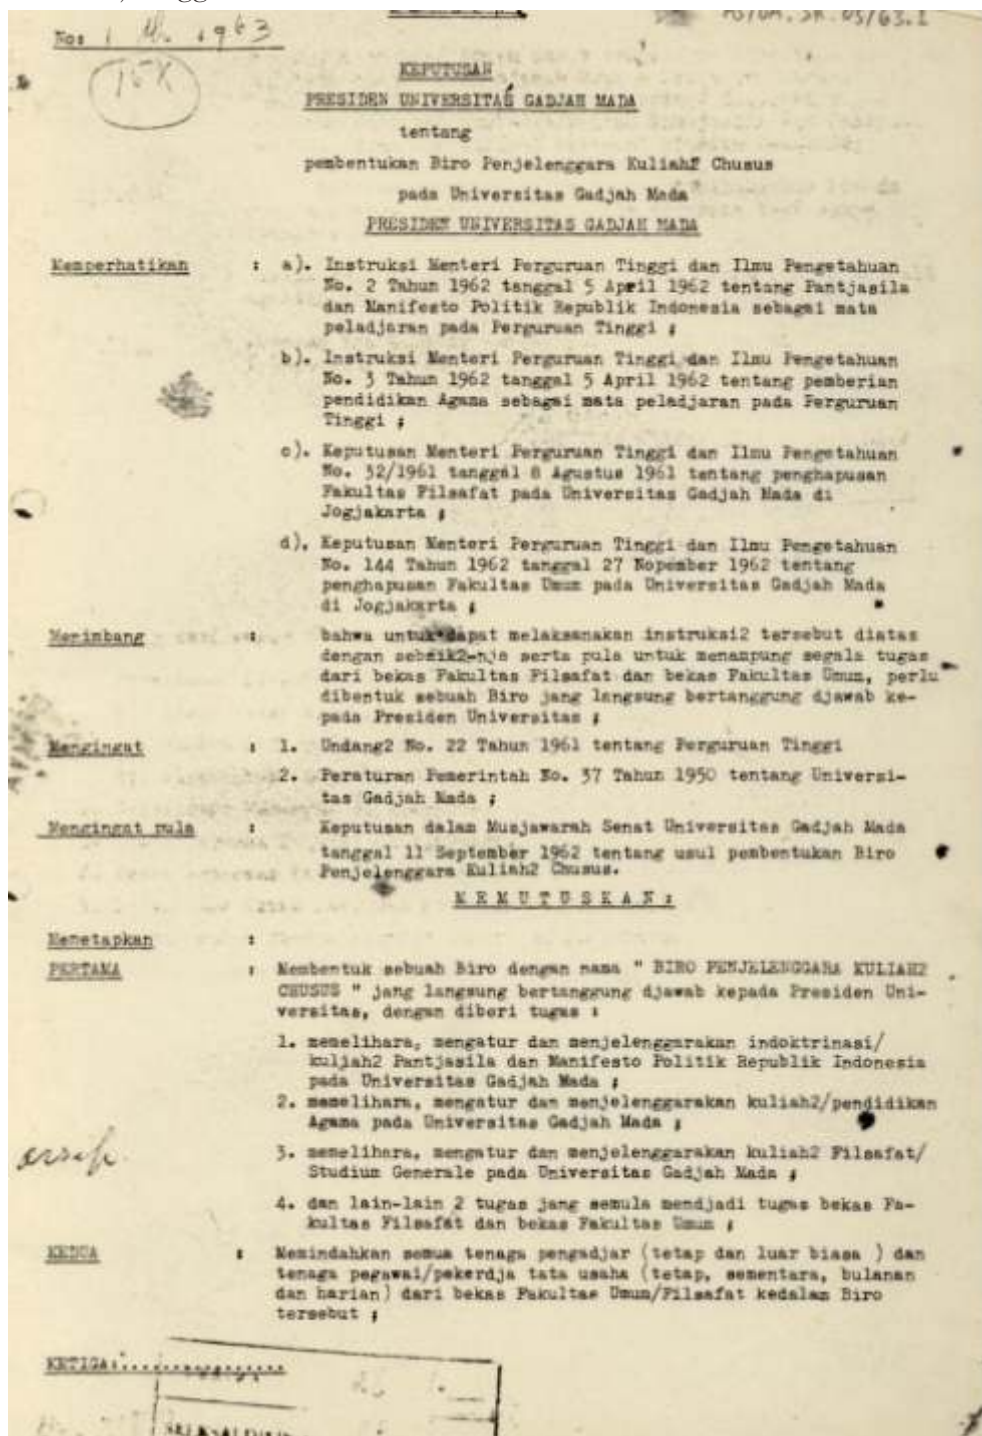 No: 1 1963
KEPUTUSAN
PRESIDEN UNIVERSITAS GADJAH MADA
tentang
pembentukan Biro Penjelenggara Kuliah2 Chusus
pada Universitas Gadjah Mada
PRESIDEN UNIVERSITAS GADJAH MADA
Memperhatikan : a). Instruksi Menteri Perguruan Tinggi dan Ilmu Pengetahuan
No. 2 Tahun 1962 tanggal 5 April 1962 tentang Pantjasila
dan Manifesto Politik Republik Indonesia sebagai mata
peladjaran pada Perguruan Tinggi ;
b). Instruksi Menteri Perguruan Tinggi dan Ilmu Pengetahuan
No. 3 Tahun 1962 tanggal 5 April 1962 tentang pemberian
pendidikan Agama sebagai mata peladjaran pada Perguruan
Tinggi ;
c). Keputusan Menteri Perguruan Tinggi dan Ilmu Pengetahuan
No. 32/1961 tanggal 8 Agustus 1961 tentang penghapusan
Fakultas Filsafat pada Universitas Gadjah Mada di
Jogjakarta ;
d). Keputusan Menteri Perguruan Tinggi dan Ilmu Pengetahuan
No. 144 Tahun 1962 tanggal 27 Nopember 1962 tentang
penghapusan Fakultas Umum pada Universitas Gadjah Mada
di Jogjakarta ;
Menimbang : bahwa untuk dapat melaksanakan instruksi2 tersebut diatas
dengan sebaik2-nja serta pula untuk menampung segala tugas
dari bekas Fakultas Filsafat dan bekas Fakultas Umum, perlu
dibentuk sebuah Biro jang langsung bertanggung djawab ke-
pada Presiden Universitas ;
Mengingat : 1. Undang2 No. 22 Tahun 1961 tentang Perguruan Tinggi
2. Peraturan Pemerintah No. 37 Tahun 1950 tentang Universi-
tas Gadjah Mada ;
Mengingat pula : Keputusan dalam Musjawarah Senat Universitas Gadjah Mada
tanggal 11 September 1962 tentang usul pembentukan Biro
Penjelenggara Kuliah2 Chusus.
M E M U T U S K A N :
Menetapkan :
PERTAMA : Membentuk sebuah Biro dengan nama " BIRO PENJELENGGARA KULIAH2
CHUSUS " jang langsung bertanggung djawab kepada Presiden Uni-
versitas, dengan diberi tugas :
1. memelihara, mengatur dan menjelenggarakan indoktrinasi/
kuljah2 Pantjasila dan Manifesto Politik Republik Indonesia
pada Universitas Gadjah Mada ;
2. memelihara, mengatur dan menjelenggarakan kuliah2/pendidikan
Agama pada Universitas Gadjah Mada ;
arsip
3. memelihara, mengatur dan menjelenggarakan kuliah2 Filsafat/
Studium Generale pada Universitas Gadjah Mada ;
4. dan lain-lain 2 tugas jang semula mendjadi tugas bekas Fa-
kultas Filsafat dan bekas Fakultas Umum ;
KEDUA : Memindahkan semua tenaga pengadjar (tetap dan luar biasa ) dan
tenaga pegawai/pekerdja tata usaha (tetap, sementara, bulanan
dan harian) dari bekas Fakultas Umum/Filsafat kedalam Biro
tersebut ;
KETIGA:..................